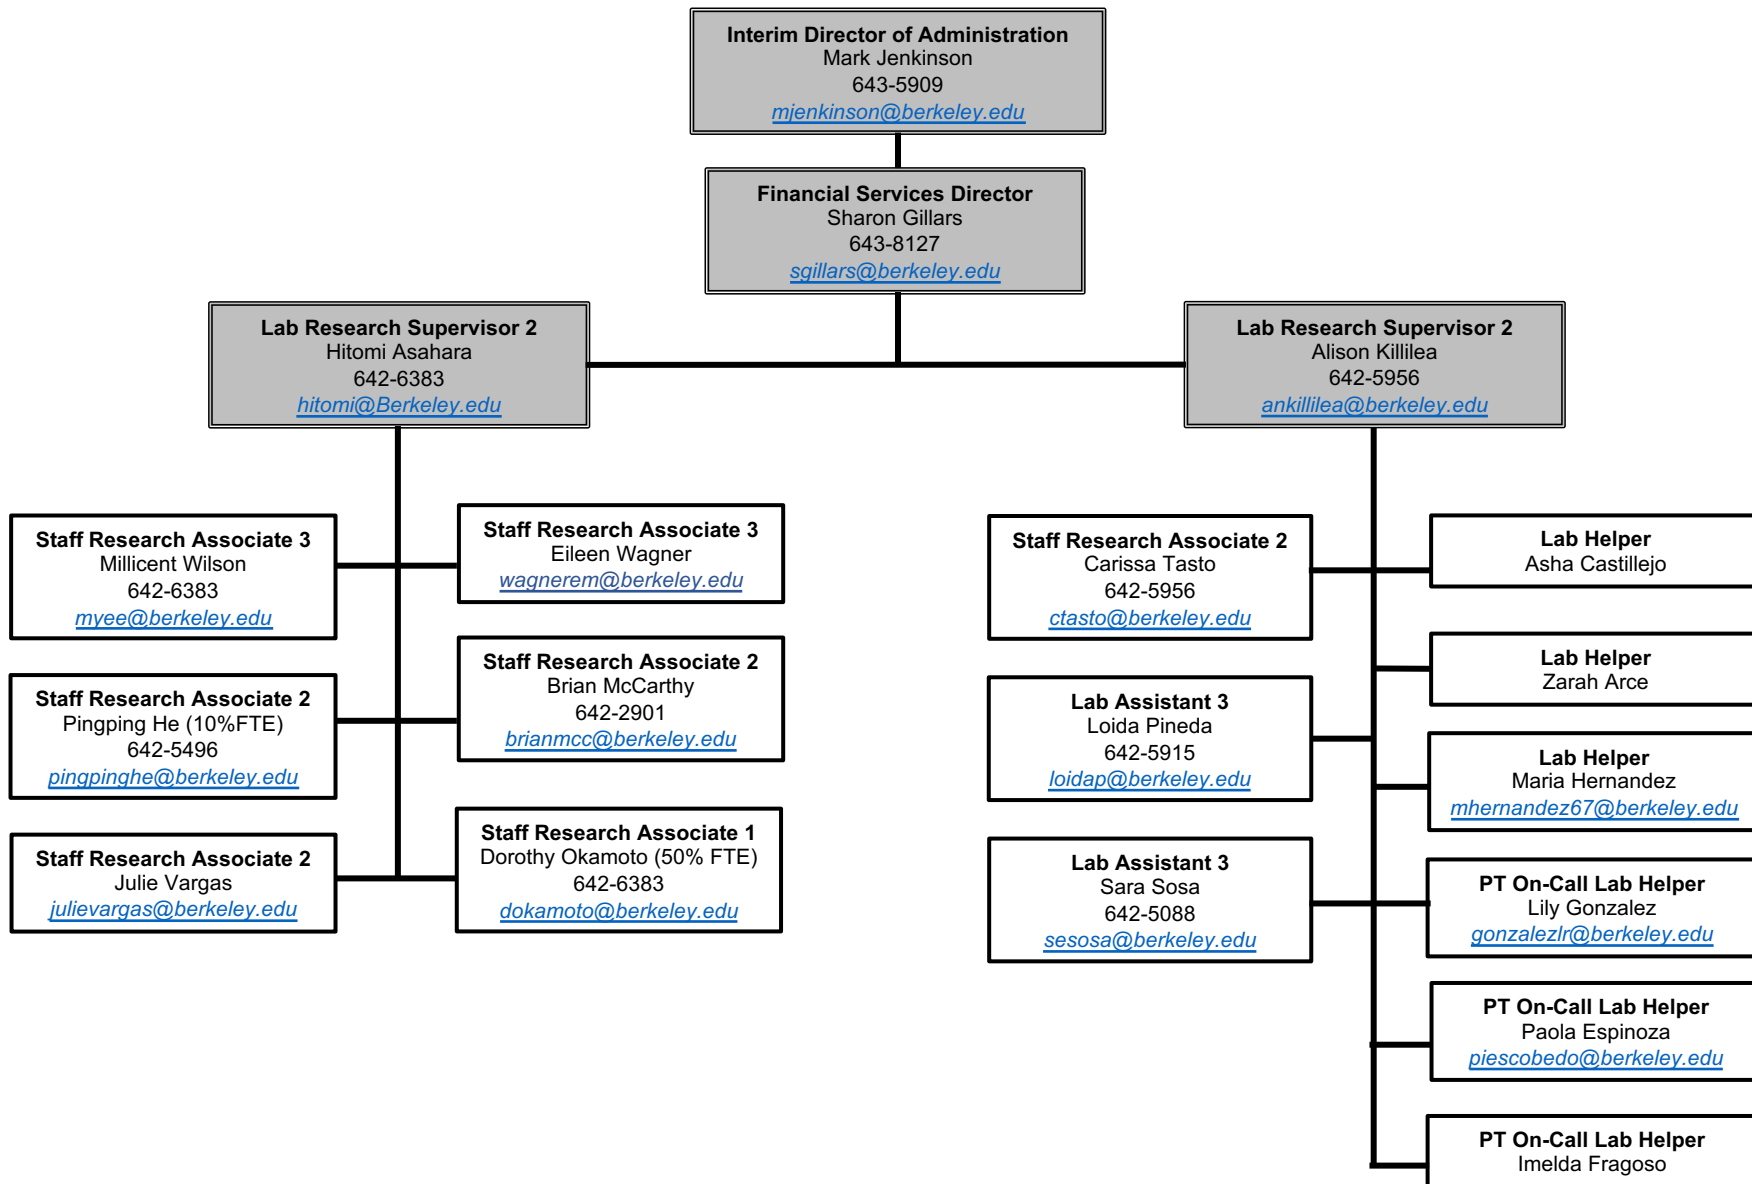 Interim Director of Administration
Mark Jenkinson
643-5909
mjenkinson@berkeley.edu
Financial Services Director
Sharon Gillars
643-8127
sgillars@berkeley.edu
Lab Research Supervisor 2
Hitomi Asahara
642-6383
hitomi@Berkeley.edu
Lab Research Supervisor 2
Alison Killilea
642-5956
ankillilea@berkeley.edu
Staff Research Associate 3
Millicent Wilson
642-6383
myee@berkeley.edu
Staff Research Associate 3
Eileen Wagner
wagnerem@berkeley.edu
Staff Research Associate 2
Pingping He (10%FTE)
642-5496
pingpinghe@berkeley.edu
Staff Research Associate 2
Brian McCarthy
642-2901
brianmcc@berkeley.edu
Staff Research Associate 2
Julie Vargas
julievargas@berkeley.edu
Staff Research Associate 1
Dorothy Okamoto (50% FTE)
642-6383
dokamoto@berkeley.edu
Staff Research Associate 2
Carissa Tasto
642-5956
ctasto@berkeley.edu
Lab Assistant 3
Loida Pineda
642-5915
loidap@berkeley.edu
Lab Assistant 3
Sara Sosa
642-5088
sesosa@berkeley.edu
Lab Helper
Asha Castillejo
Lab Helper
Zarah Arce
Lab Helper
Maria Hernandez
mhernandez67@berkeley.edu
PT On-Call Lab Helper
Lily Gonzalez
gonzalezlr@berkeley.edu
PT On-Call Lab Helper
Paola Espinoza
piescobedo@berkeley.edu
PT On-Call Lab Helper
Imelda Fragoso